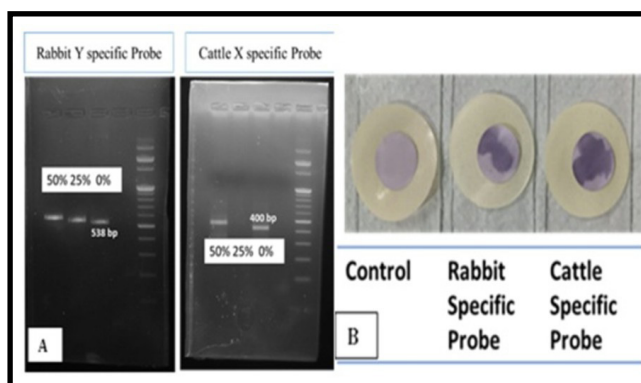 Rabbit Y specific Probe
Cattle X specific Probe
50% 25% 0%
538 bp
400 bp
50% 25% 0%
A
Control
Rabbit
Specific
Probe
Cattle
Specific
Probe
B